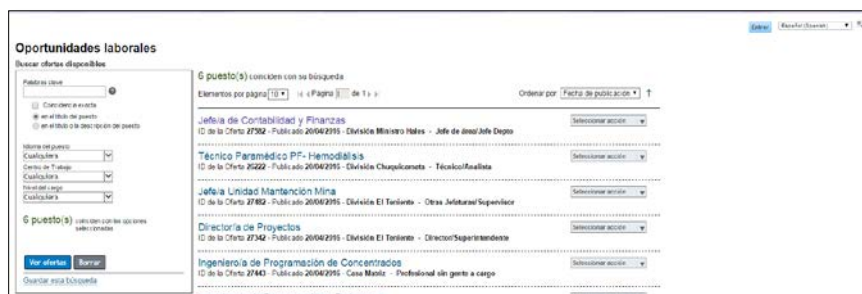 Entrar Español (Spanish)
Oportunidades laborales
Buscar ofertas disponibles
Palabras clave
Coincidencia exacta
en el título del puesto
en el título o la descripción del puesto
Idioma del puesto
Cualquiera
Centro de Trabajo
Cualquiera
Nivel del cargo
Cualquiera
6 puesto(s) coinciden con las opciones
seleccionadas
Ver ofertas Borrar
Guardar esta búsqueda
6 puesto(s) coinciden con su búsqueda
Elementos por página 10 Página 1 de 1 Ordenar por Fecha de publicación
Jefe/a de Contabilidad y Finanzas Seleccionar acción
ID de la Oferta 27582 - Publicado 20/04/2016 - División Ministro Hales - Jefe de área/Jefe Depto
Técnico Paramédico PF- Hemodiálisis Seleccionar acción
ID de la Oferta 26222 - Publicado 20/04/2016 - División Chuquicamata - Técnico/Analista
Jefe/a Unidad Mantención Mina Seleccionar acción
ID de la Oferta 27482 - Publicado 20/04/2016 - División El Teniente - Otras Jefaturas/Supervisor
Director/a de Proyectos Seleccionar acción
ID de la Oferta 27342 - Publicado 20/04/2016 - División El Teniente - Director/Superintendente
Ingeniero/a de Programación de Concentrados Seleccionar acción
ID de la Oferta 27443 - Publicado 20/04/2016 - Casa Matriz - Profesional sin gente a cargo